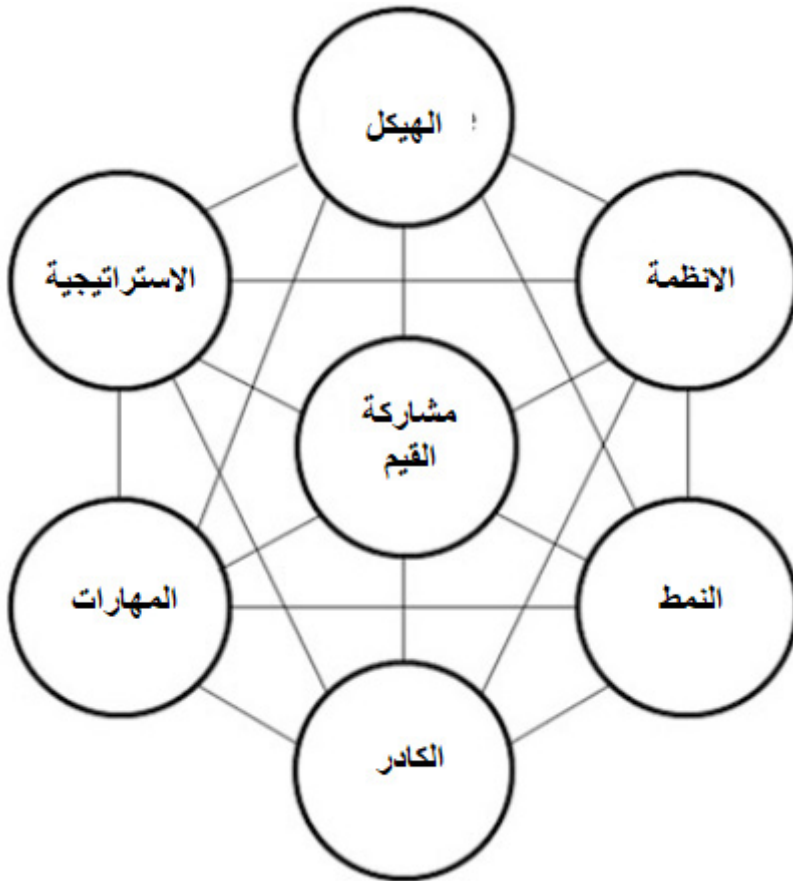 الهيكل
الاستراتيجية
الانظمة
مشاركة
القيم
المهارات
النمط
الكادر